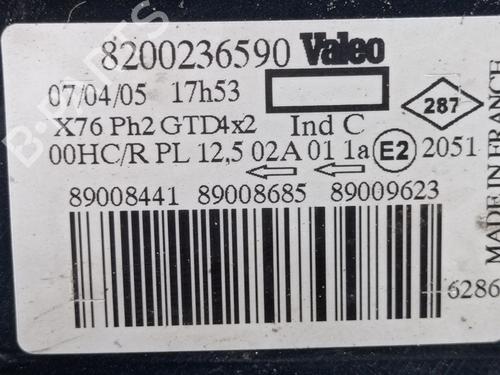 8200236590 Valeo
07/04/05 17h53
287
X76 Ph2 GTD4x2 Ind C
00HC/R PL 12,5 02A 01 1a E2 2051
89008441 89008685 89009623
6286
MADE IN FRANCE
B-PARTS